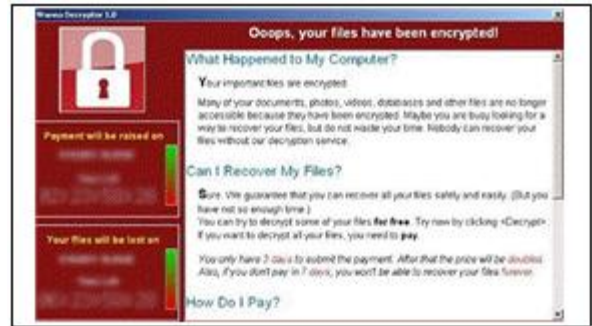 Wanna Decryptor 1.0
Ooops, your files have been encrypted!
What Happened to My Computer?
Your important files are encrypted.
Many of your documents, photos, videos, databases and other files are no longer
accessible because they have been encrypted. Maybe you are busy looking for a
way to recover your files, but do not waste your time. Nobody can recover your
files without our decryption service.
Payment will be raised on
Can I Recover My Files?
Sure. We guarantee that you can recover all your files safely and easily. (But you
have not so enough time.)
You can try to decrypt some of your files for free. Try now by clicking <Decrypt>.
If you want to decrypt all your files, you need to pay.
Your files will be lost on
You only have 3 days to submit the payment. After that the price will be doubled.
Also, if you don't pay in 7 days, you won't be able to recover your files forever.
How Do I Pay?